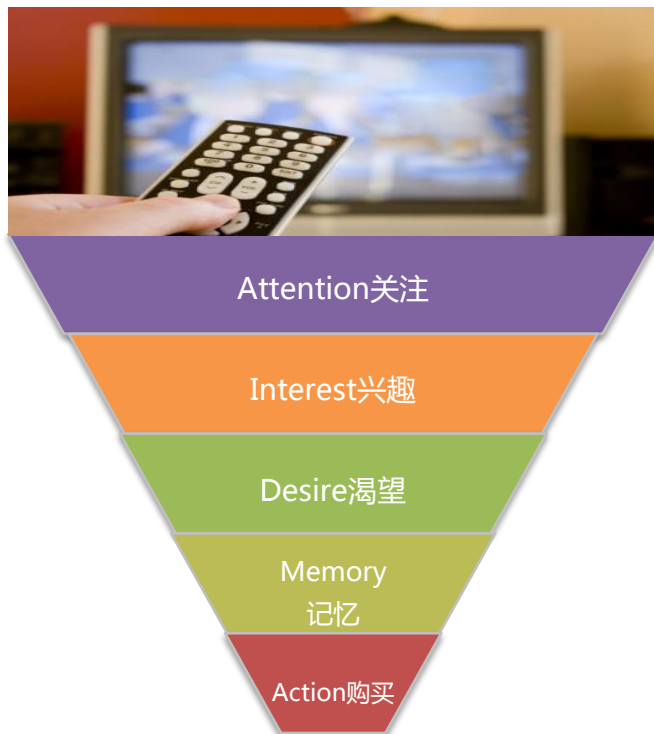 Attention关注
Interest兴趣
Desire渴望
Memory
记忆
Action购买